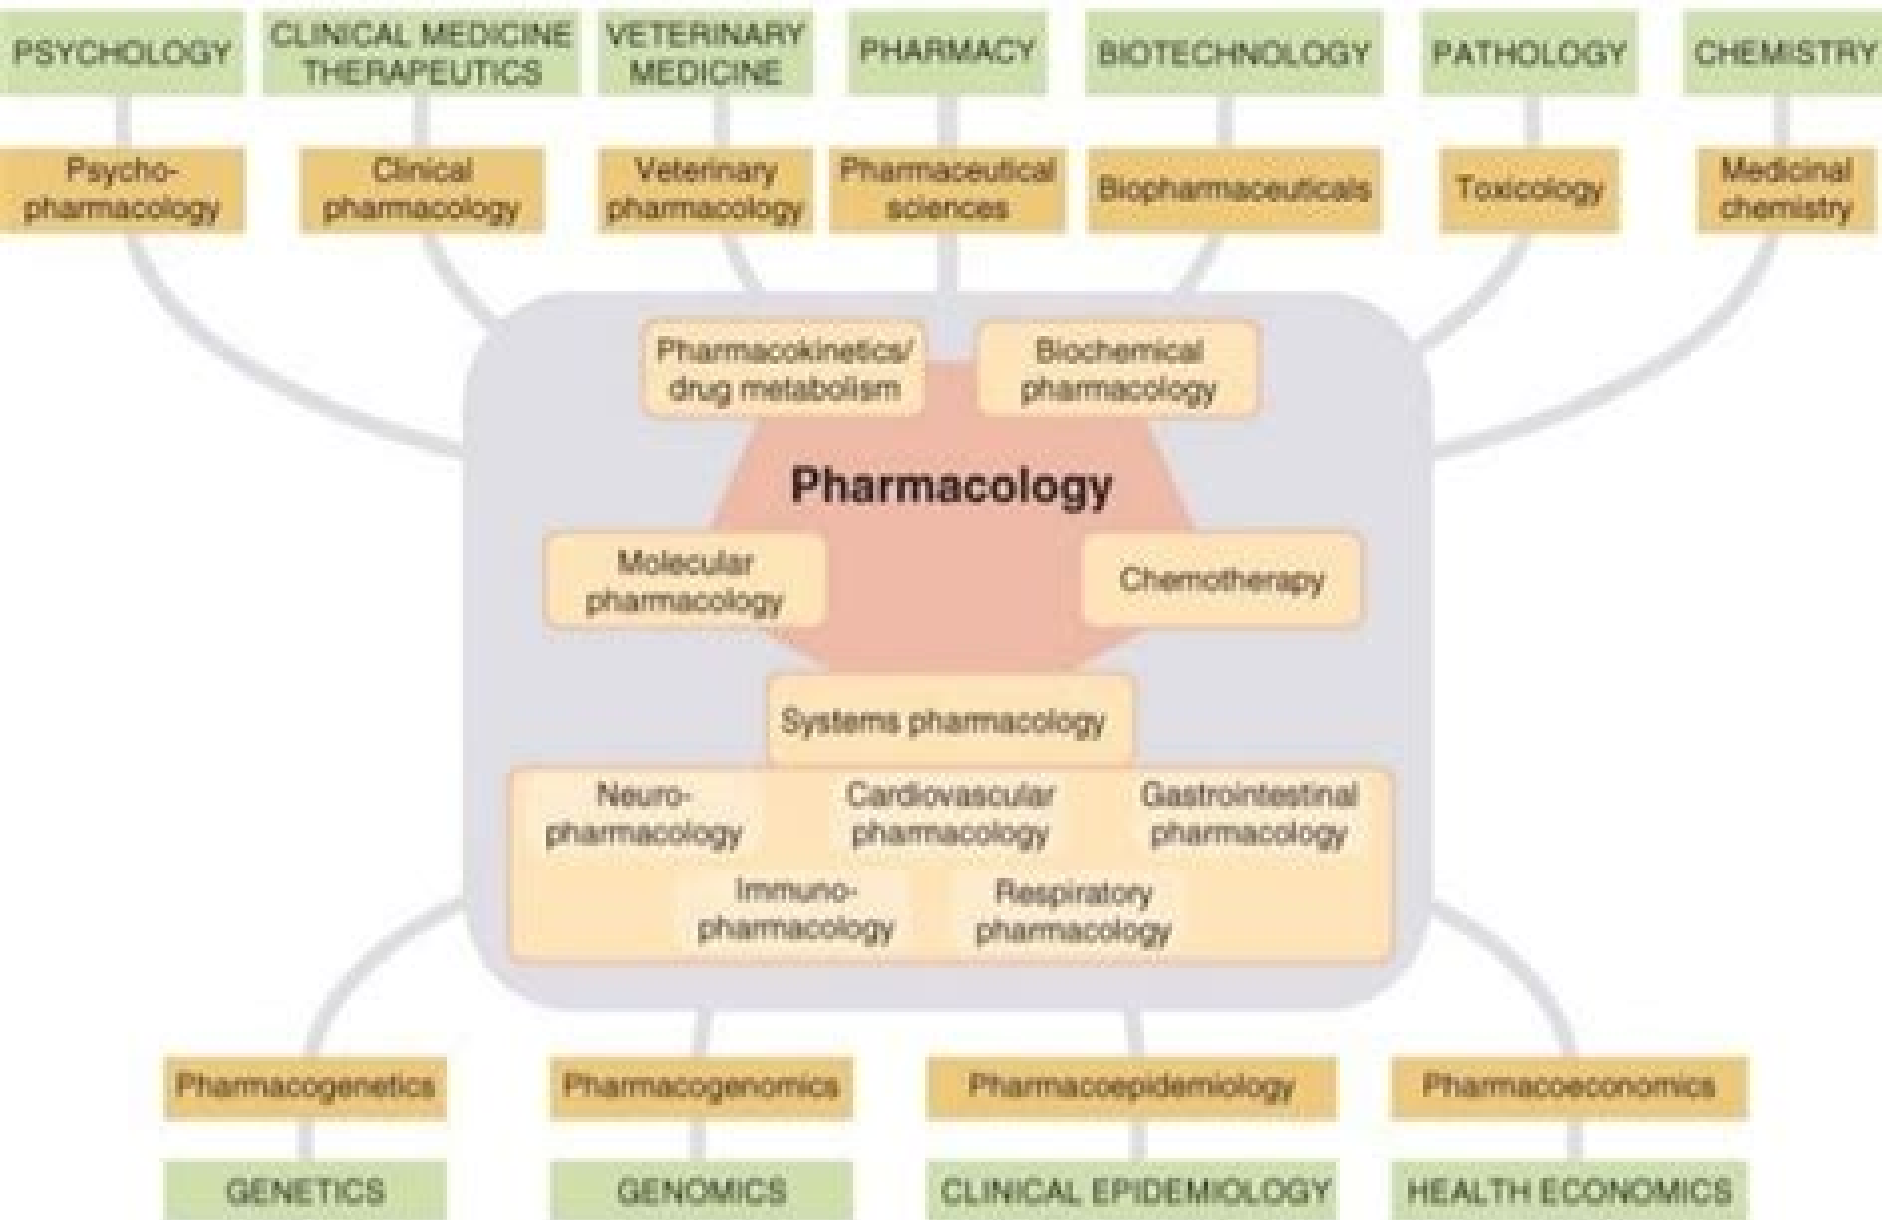 PSYCHOLOGY
CLINICAL MEDICINE
THERAPEUTICS
VETERINARY
MEDICINE
PHARMACY
BIOTECHNOLOGY
PATHOLOGY
CHEMISTRY
Psycho-
pharmacology
Clinical
pharmacology
Veterinary
pharmacology
Pharmaceutical
sciences
Biopharmaceuticals
Toxicology
Medicinal
chemistry
Pharmacokinetics/
drug metabolism
Biochemical
pharmacology
Pharmacology
Molecular
pharmacology
Chemotherapy
Systems pharmacology
Neuro-
pharmacology
Cardiovascular
pharmacology
Gastrointestinal
pharmacology
Immuno-
pharmacology
Respiratory
pharmacology
Pharmacogenetics
Pharmacogenomics
Pharmacoepidemiology
Pharmacoeconomics
GENETICS
GENOMICS
CLINICAL EPIDEMIOLOGY
HEALTH ECONOMICS